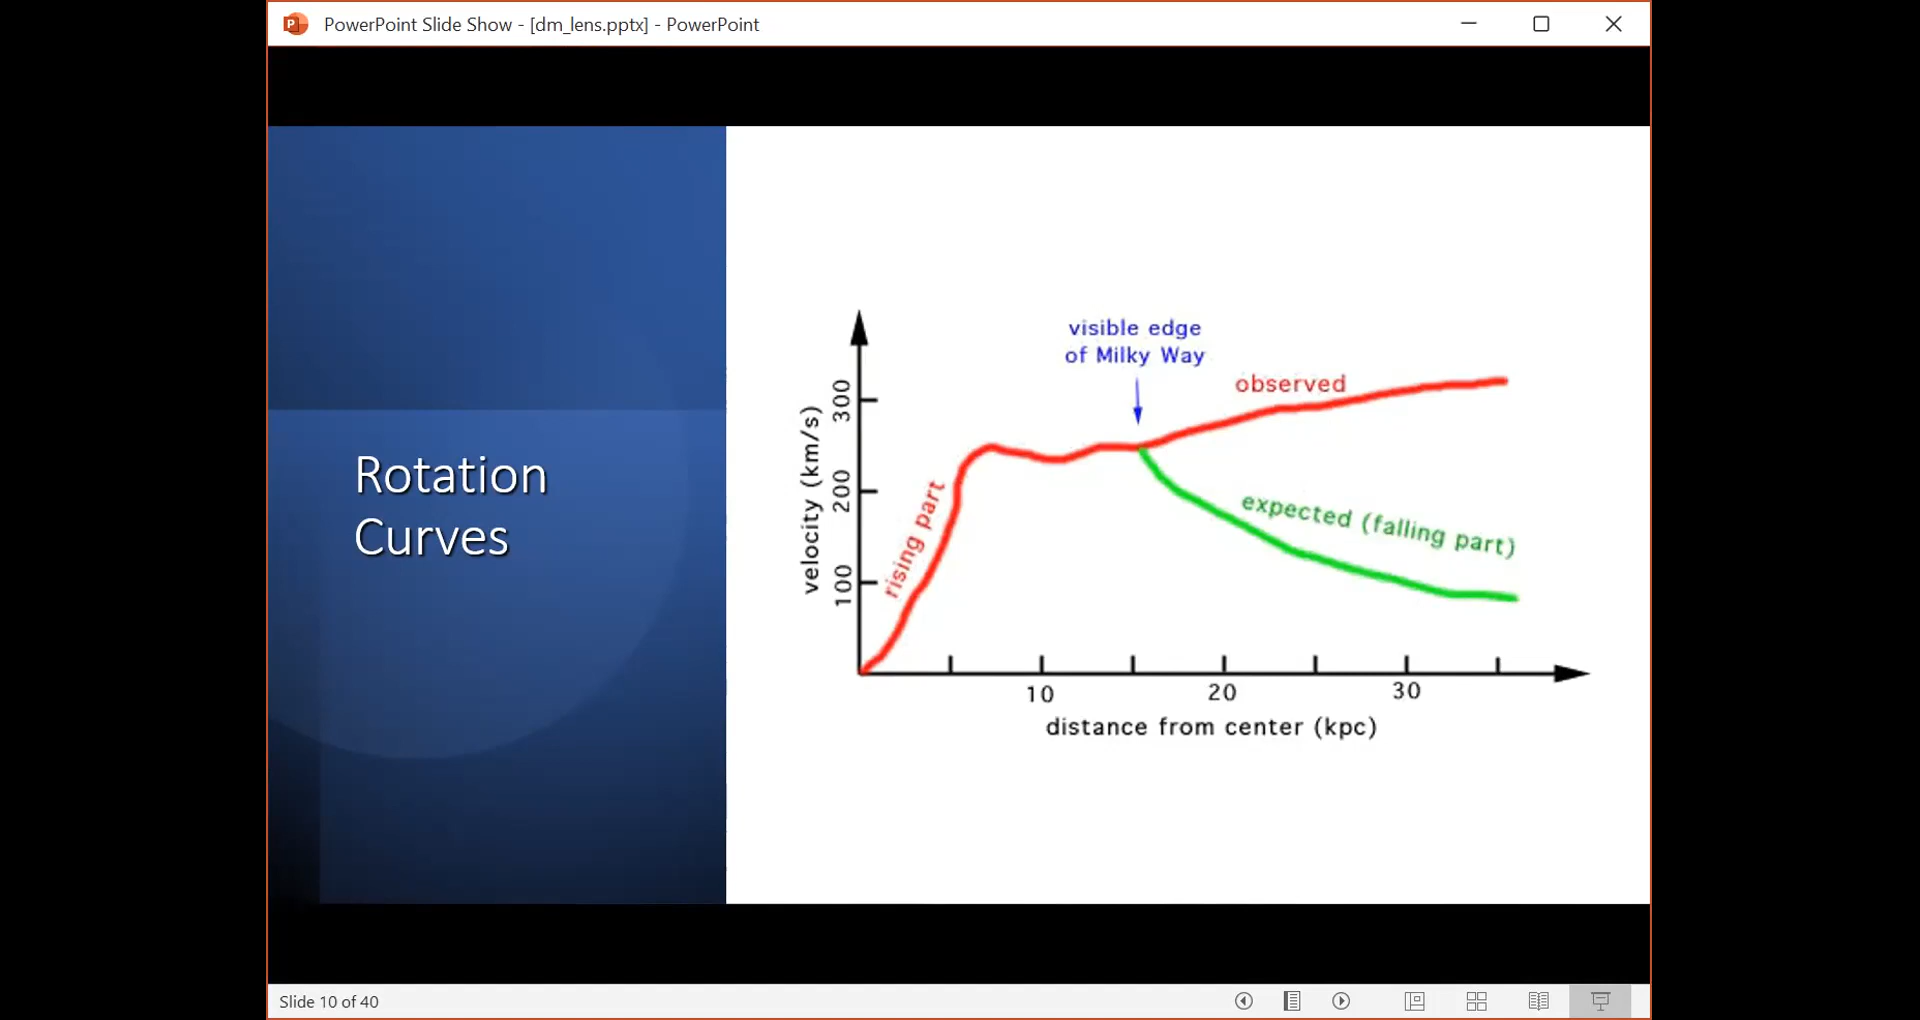 PowerPoint Slide Show - [dm_lens.pptx] - PowerPoint
Rotation
Curves
visible edge
of Milky Way
observed
expected (falling part)
rising part
velocity (km/s)
300
200
100
10
20
30
distance from center (kpc)
Slide 10 of 40